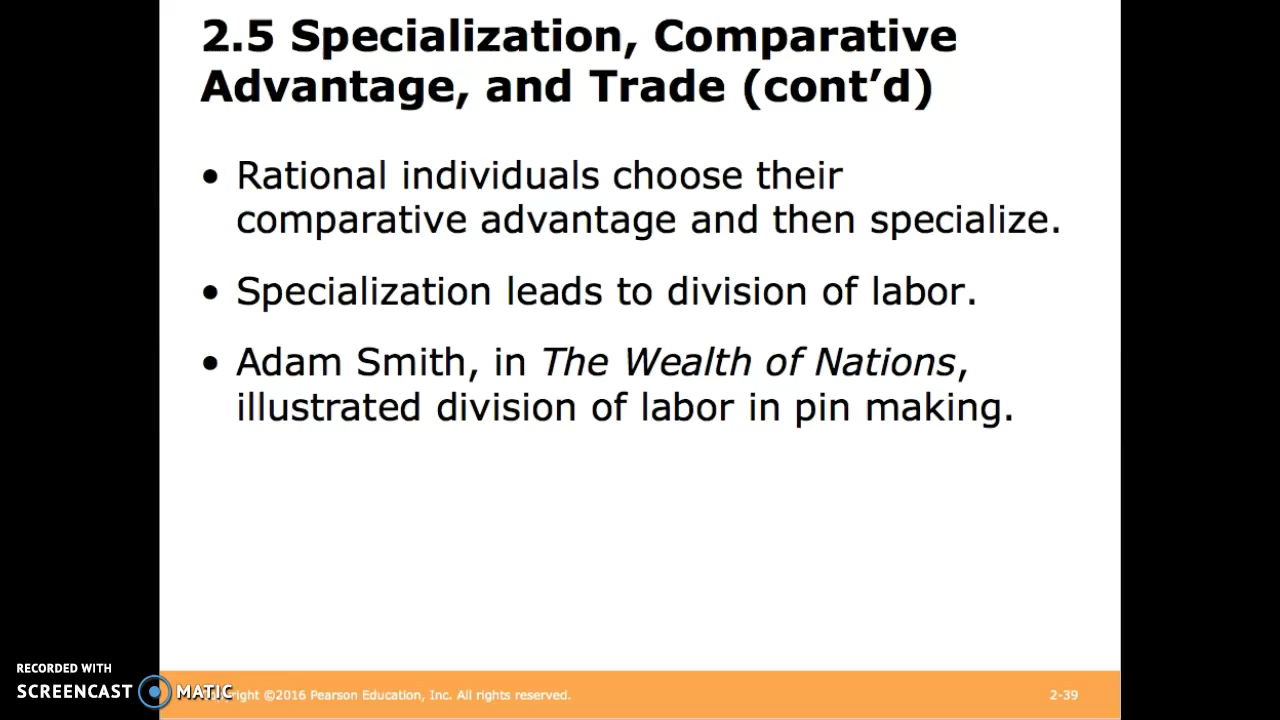 2.5 Specialization, Comparative
Advantage, and Trade (cont’d)
• Rational individuals choose their
comparative advantage and then specialize.
• Specialization leads to division of labor.
• Adam Smith, in The Wealth of Nations,
illustrated division of labor in pin making.
RECORDED WITH
SCREENCAST MATIC
©2016 Pearson Education, Inc. All rights reserved.
2-39